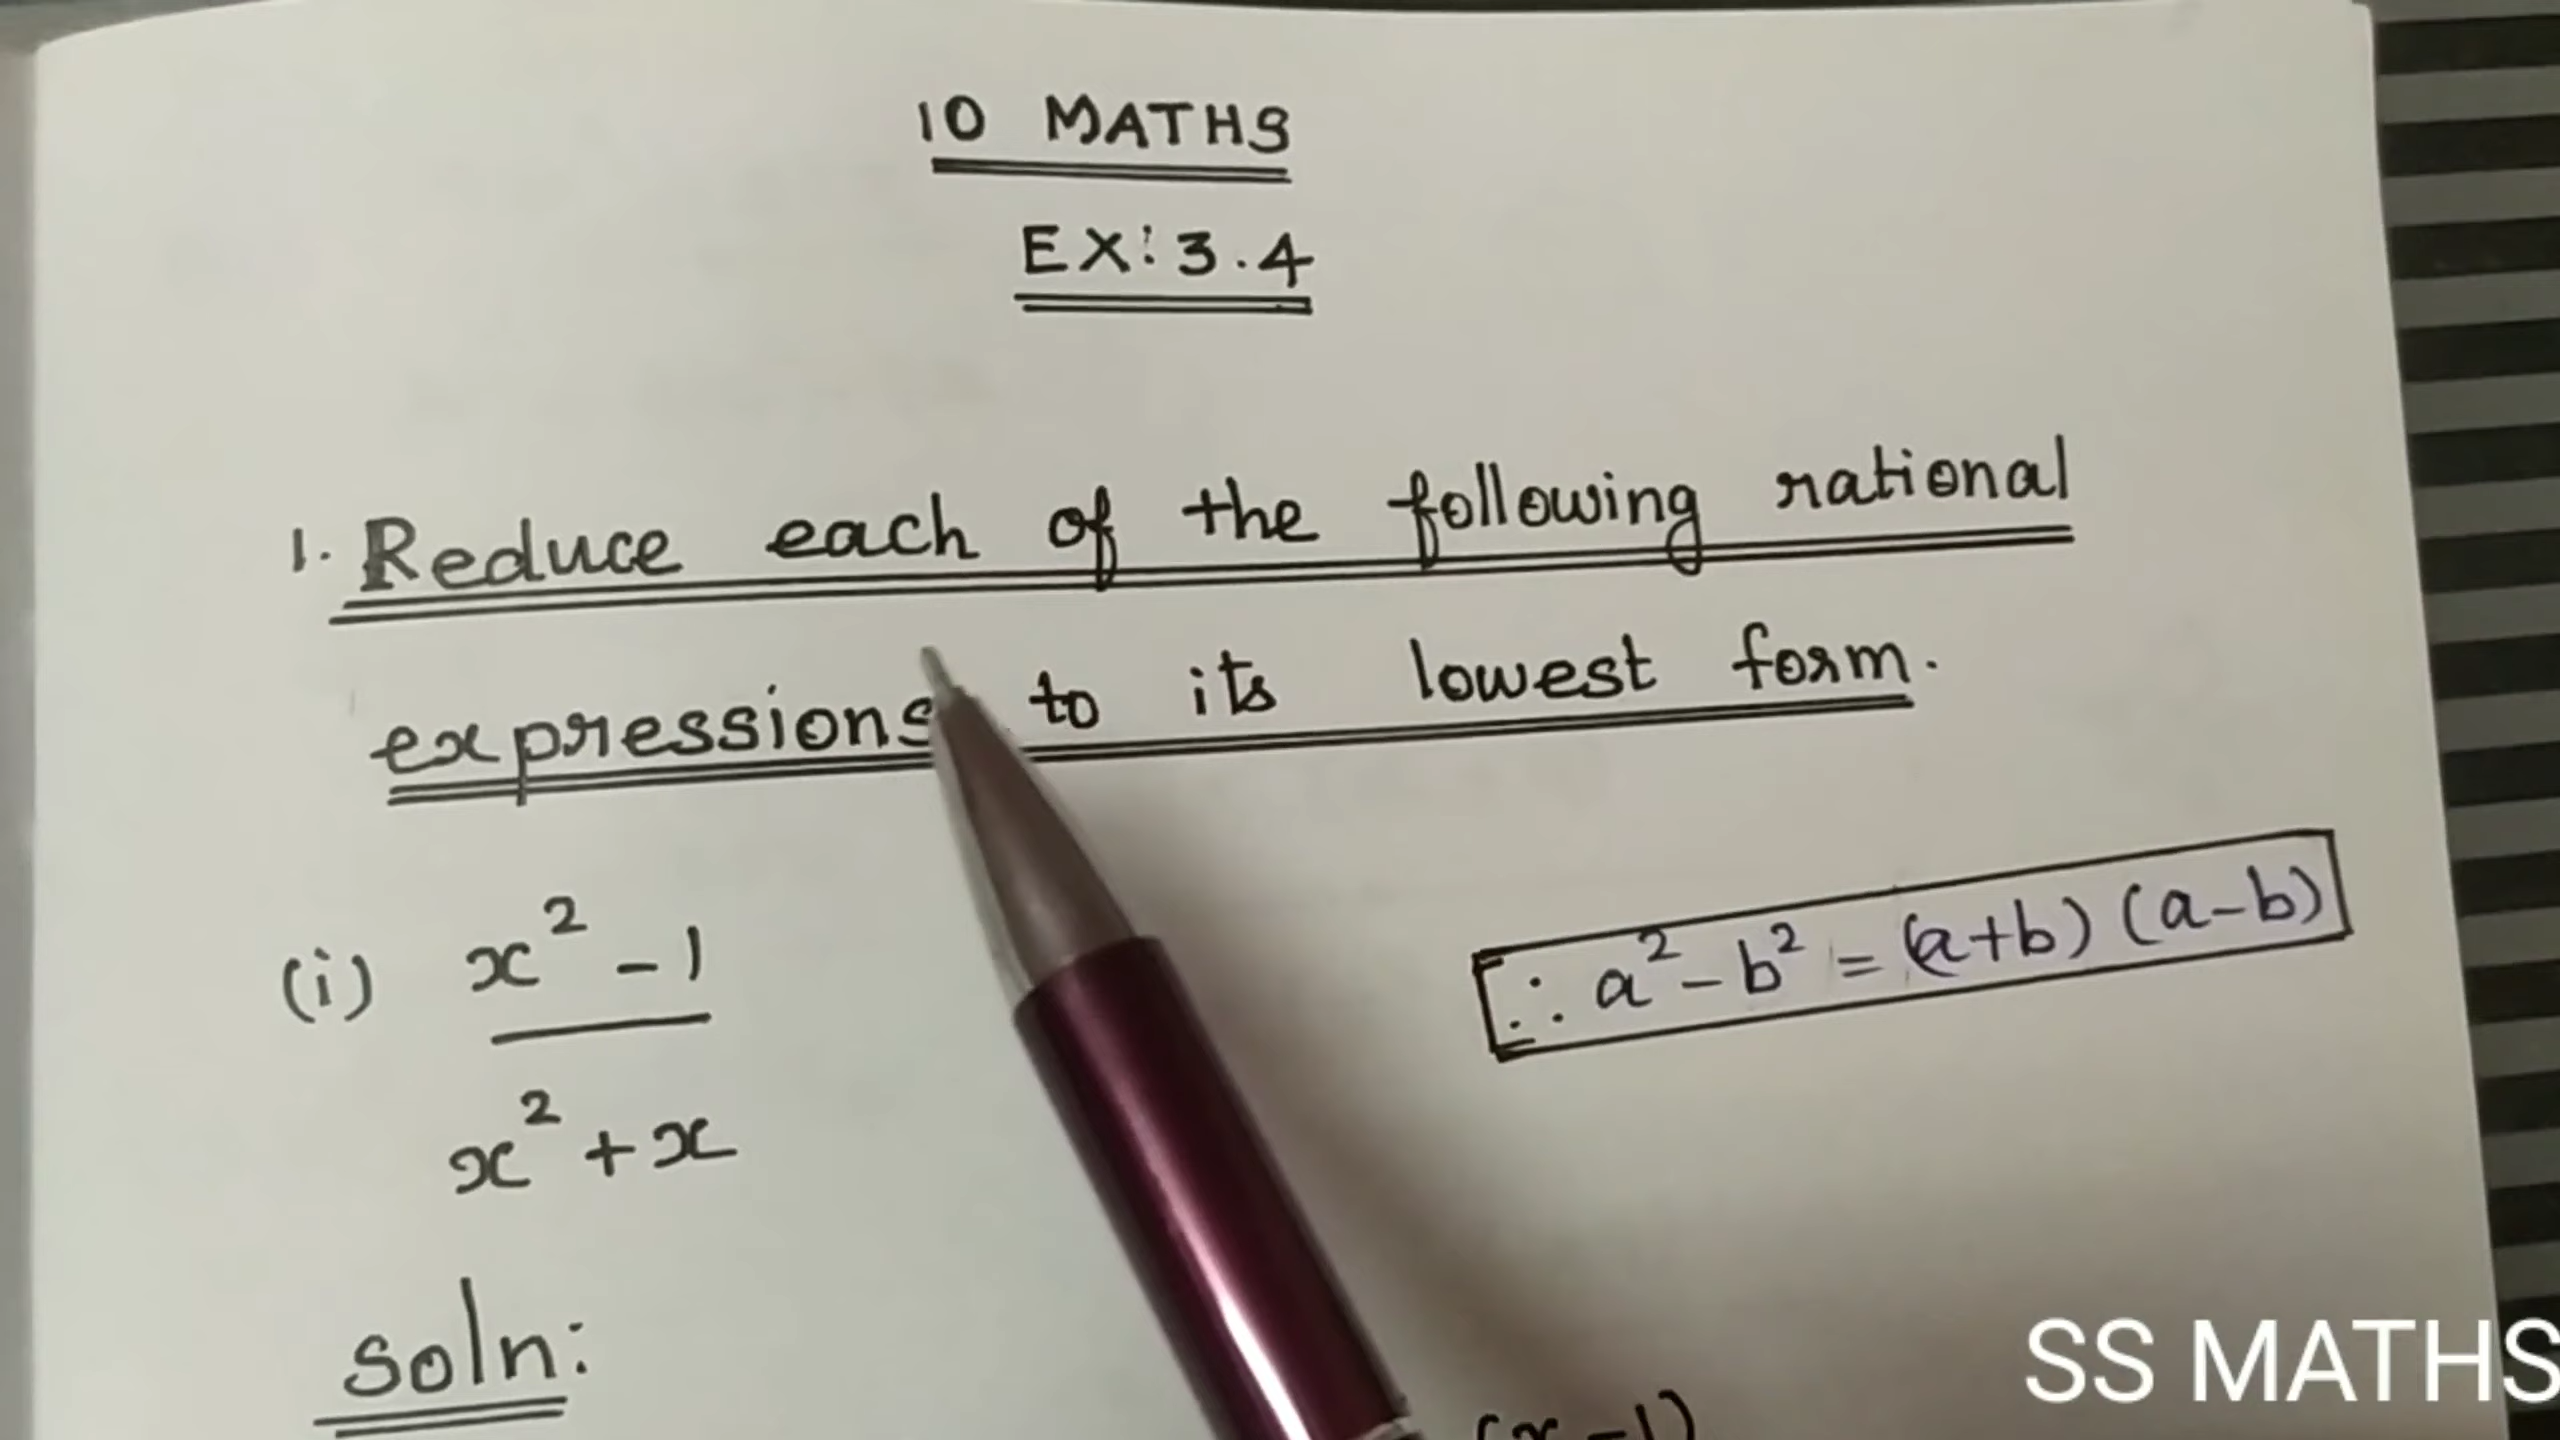 10 MATHS
EX: 3.4
1. Reduce each of the following rational
expressions to its lowest form.
(i) x² - 1
x² + x
∴ a² - b² = (a+b) (a-b)
Soln:
(x-1)
SS MATHS